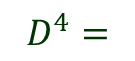 D⁴ =